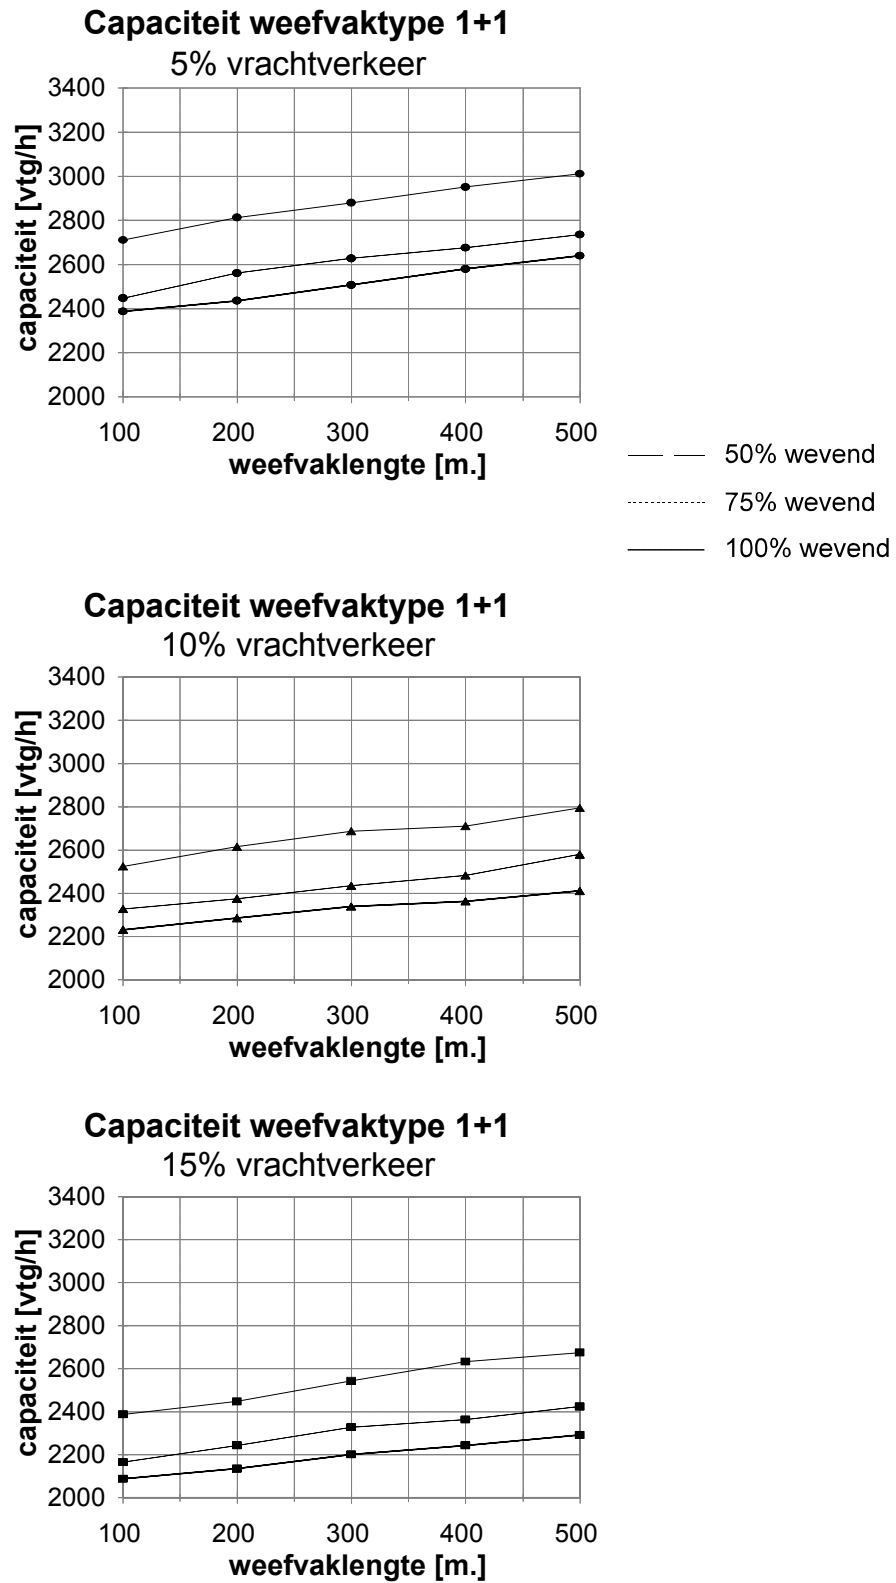 Capaciteit weefvaktype 1+1
5% vrachtverkeer
capaciteit [vtg/h]
3400
3200
3000
2800
2600
2400
2200
2000
100 200 300 400 500
weefvaklengte [m.]
50% wevend
75% wevend
100% wevend
Capaciteit weefvaktype 1+1
10% vrachtverkeer
capaciteit [vtg/h]
3400
3200
3000
2800
2600
2400
2200
2000
100 200 300 400 500
weefvaklengte [m.]
Capaciteit weefvaktype 1+1
15% vrachtverkeer
capaciteit [vtg/h]
3400
3200
3000
2800
2600
2400
2200
2000
100 200 300 400 500
weefvaklengte [m.]